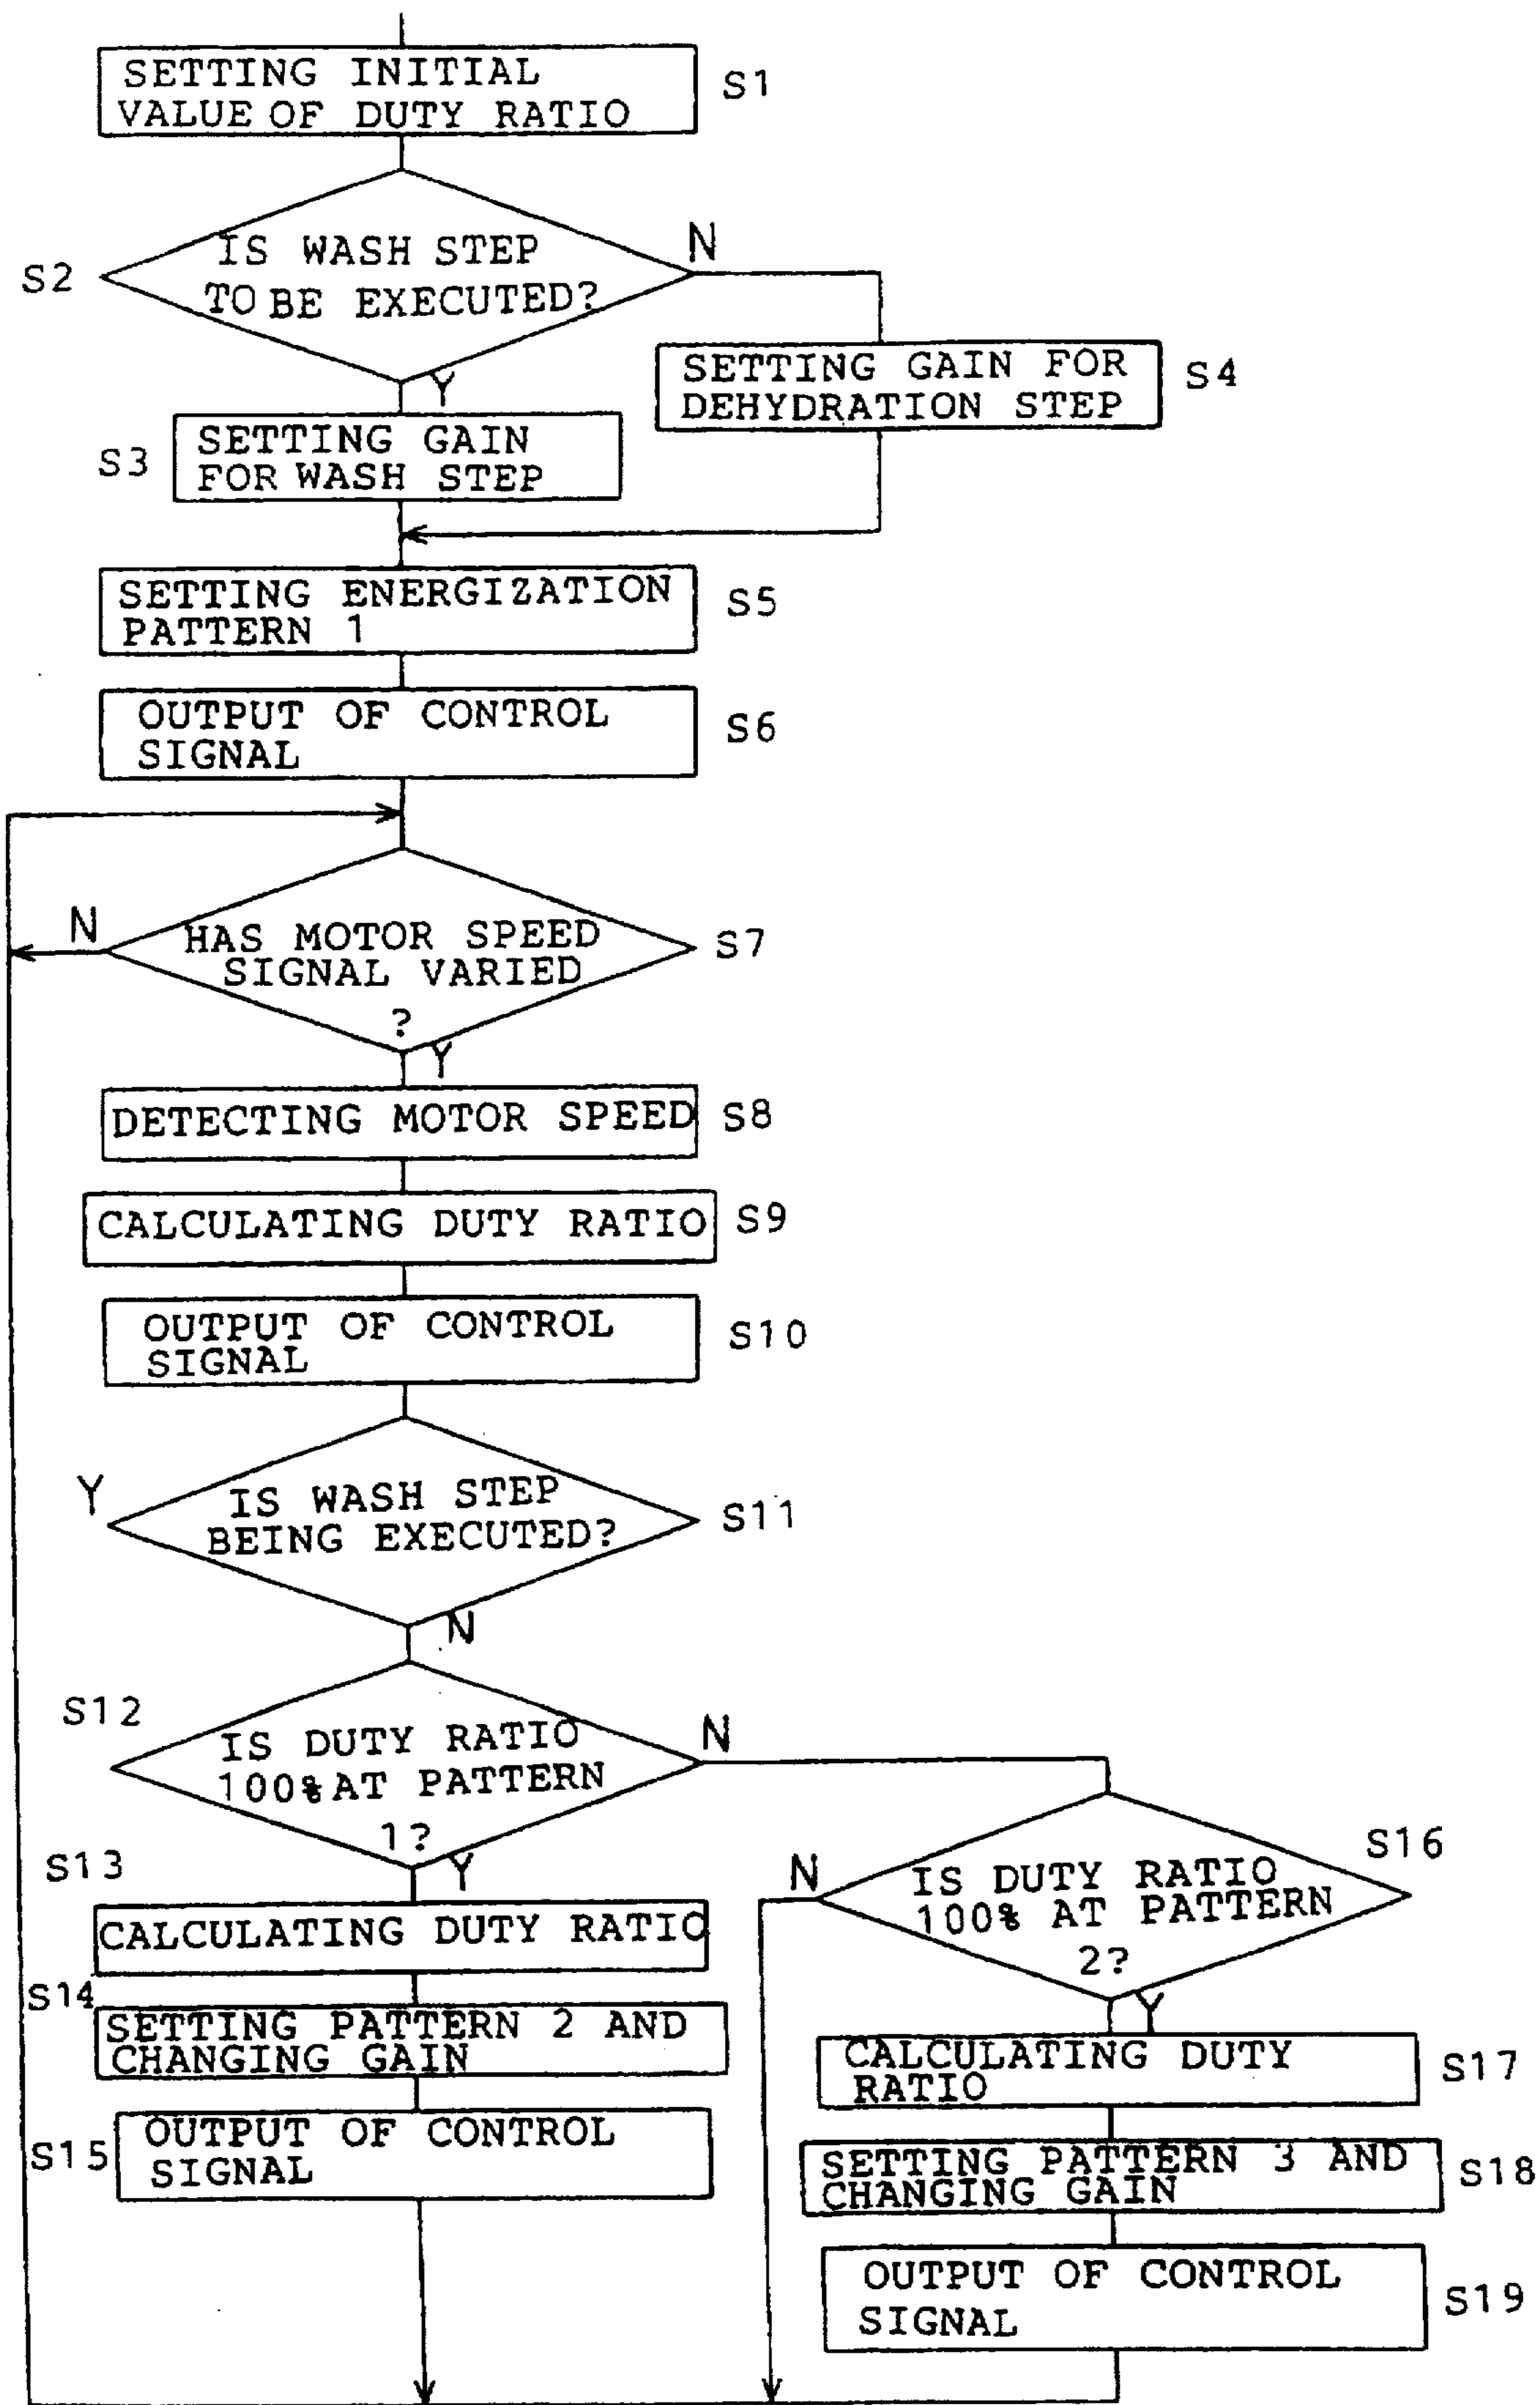 SETTING INITIAL
VALUE OF DUTY RATIO
S1
IS WASH STEP
TO BE EXECUTED?
S2
N
Y
SETTING GAIN FOR
DEHYDRATION STEP
S4
SETTING GAIN
FOR WASH STEP
S3
SETTING ENERGIZATION
PATTERN 1
S5
OUTPUT OF CONTROL
SIGNAL
S6
N
HAS MOTOR SPEED
SIGNAL VARIED
?
S7
Y
DETECTING MOTOR SPEED
S8
CALCULATING DUTY RATIO
S9
OUTPUT OF CONTROL
SIGNAL
S10
Y
IS WASH STEP
BEING EXECUTED?
S11
N
S12
IS DUTY RATIO
100% AT PATTERN
1?
N
Y
S13
CALCULATING DUTY RATIO
S14
SETTING PATTERN 2 AND
CHANGING GAIN
S15
OUTPUT OF CONTROL
SIGNAL
S16
N
IS DUTY RATIO
100% AT PATTERN
2?
Y
CALCULATING DUTY
RATIO
S17
SETTING PATTERN 3 AND
CHANGING GAIN
S18
OUTPUT OF CONTROL
SIGNAL
S19